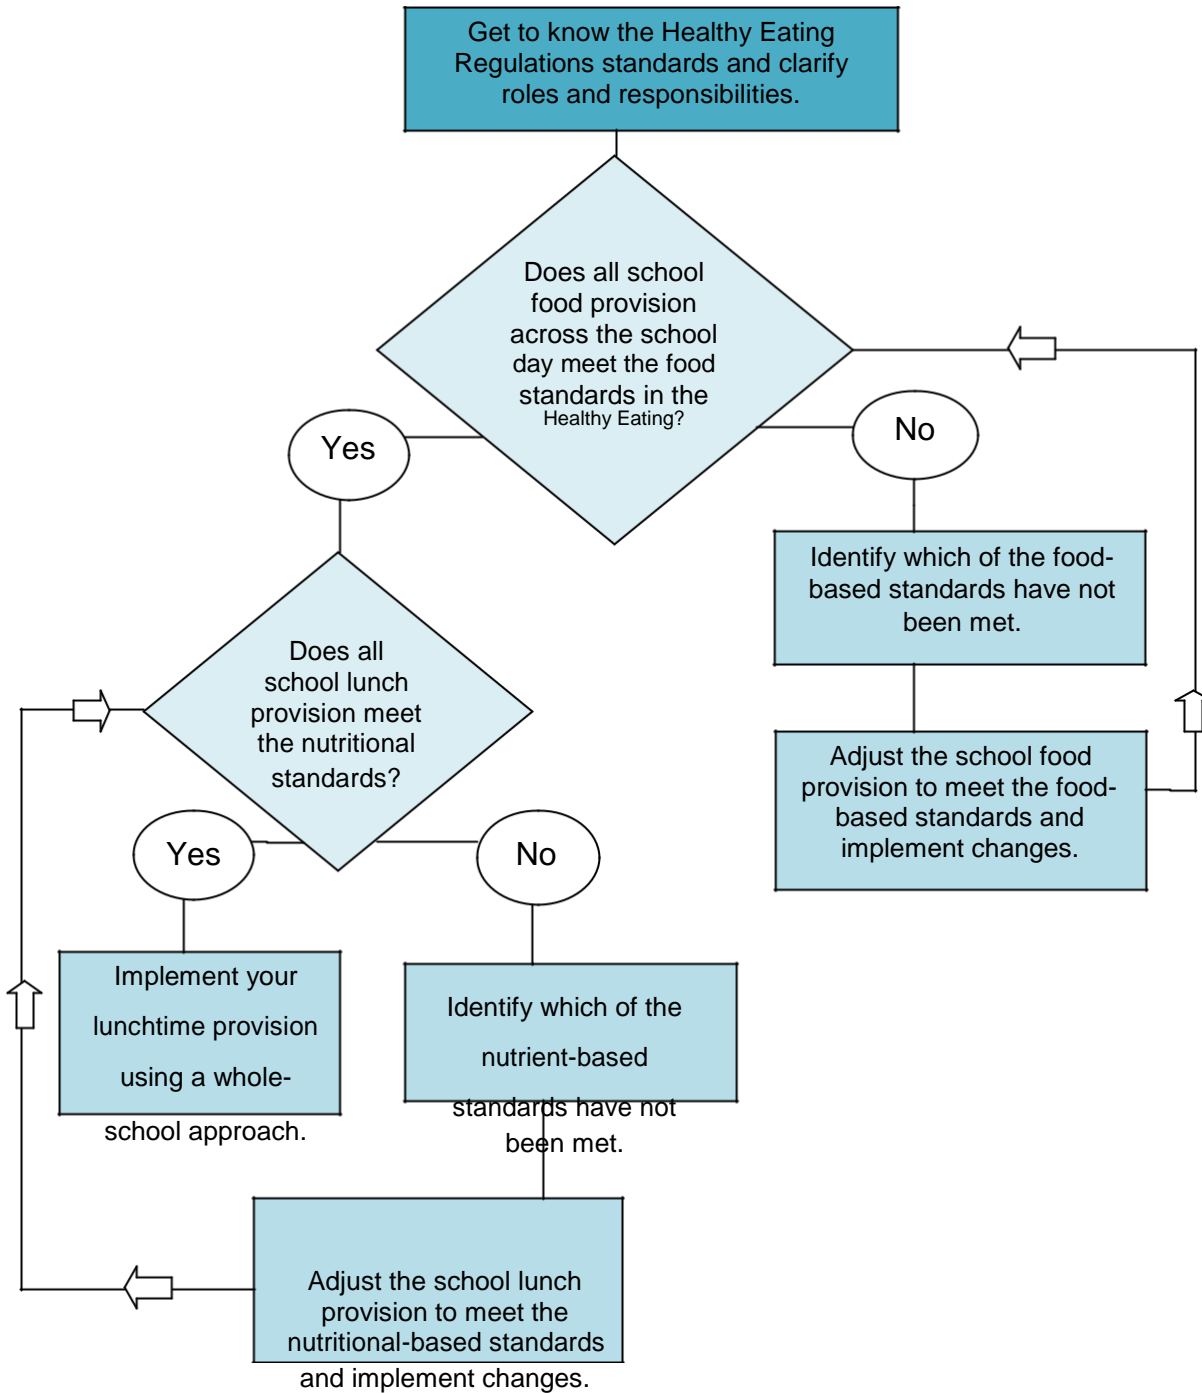 Get to know the Healthy Eating
Regulations standards and clarify
roles and responsibilities.
Does all school
food provision
across the school
day meet the food
standards in the
Healthy Eating?
Yes
No
Identify which of the food-
based standards have not
been met.
Adjust the school food
provision to meet the food-
based standards and
implement changes.
Does all
school lunch
provision meet
the nutritional
standards?
Yes
No
Implement your
lunchtime provision
using a whole-
school approach.
Identify which of the
nutrient-based
standards have not
been met.
Adjust the school lunch
provision to meet the
nutritional-based standards
and implement changes.